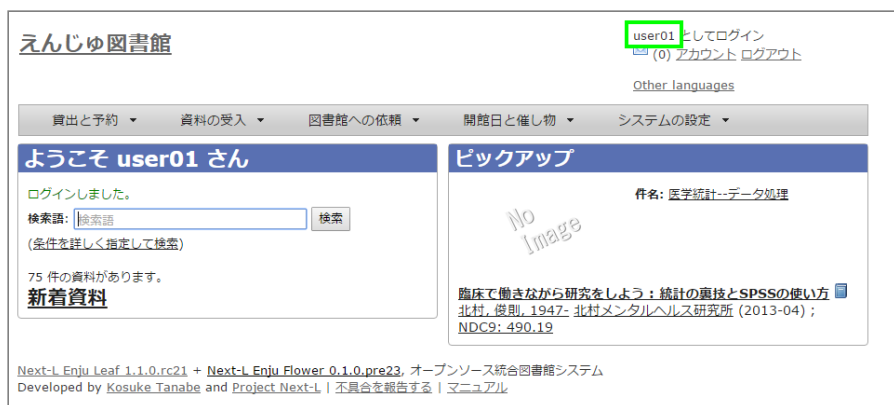 えんじゅ図書館
user01 としてログイン
(0) アカウント ログアウト
Other languages
貸出と予約 ▼ 資料の受入 ▼ 図書館への依頼 ▼ 開館日と催し物 ▼ システムの設定 ▼
ようこそ user01 さん
ログインしました。
検索語: 検索語 検索
(条件を詳しく指定して検索)
75 件の資料があります。
新着資料
ピックアップ
No
Image
件名: 医学統計--データ処理
臨床で働きながら研究をしよう : 統計の裏技とSPSSの使い方
北村, 俊則, 1947- 北村メンタルヘルス研究所 (2013-04) ;
NDC9: 490.19
Next-L Enju Leaf 1.1.0.rc21 + Next-L Enju Flower 0.1.0.pre23, オープンソース統合図書館システム
Developed by Kosuke Tanabe and Project Next-L | 不具合を報告する | マニュアル